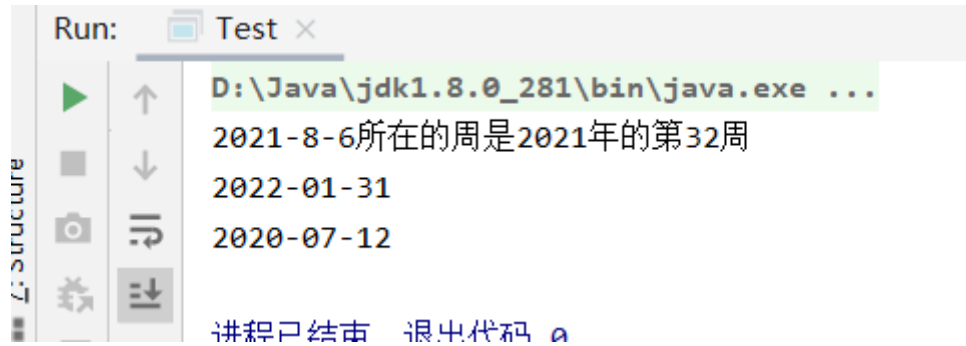 Run: Test ×
D:\Java\jdk1.8.0_281\bin\java.exe ...
2021-8-6所在的周是2021年的第32周
2022-01-31
2020-07-12
进程已结束，退出代码 0
Z: Structure